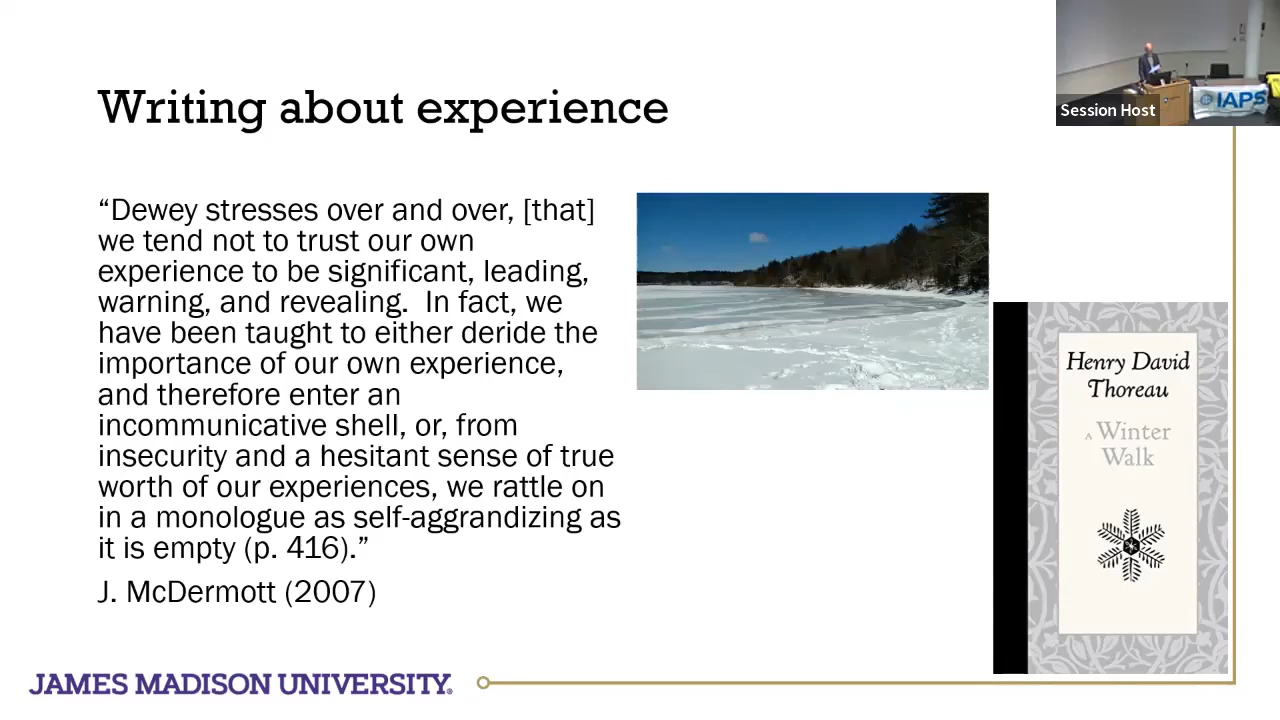 Writing about experience
“Dewey stresses over and over, [that]
we tend not to trust our own
experience to be significant, leading,
warning, and revealing.  In fact, we
have been taught to either deride the
importance of our own experience,
and therefore enter an
incommunicative shell, or, from
insecurity and a hesitant sense of true
worth of our experiences, we rattle on
in a monologue as self-aggrandizing as
it is empty (p. 416).”
J. McDermott (2007)
Henry David
Thoreau
A Winter
Walk
Session Host
IAPS
JAMES MADISON UNIVERSITY®